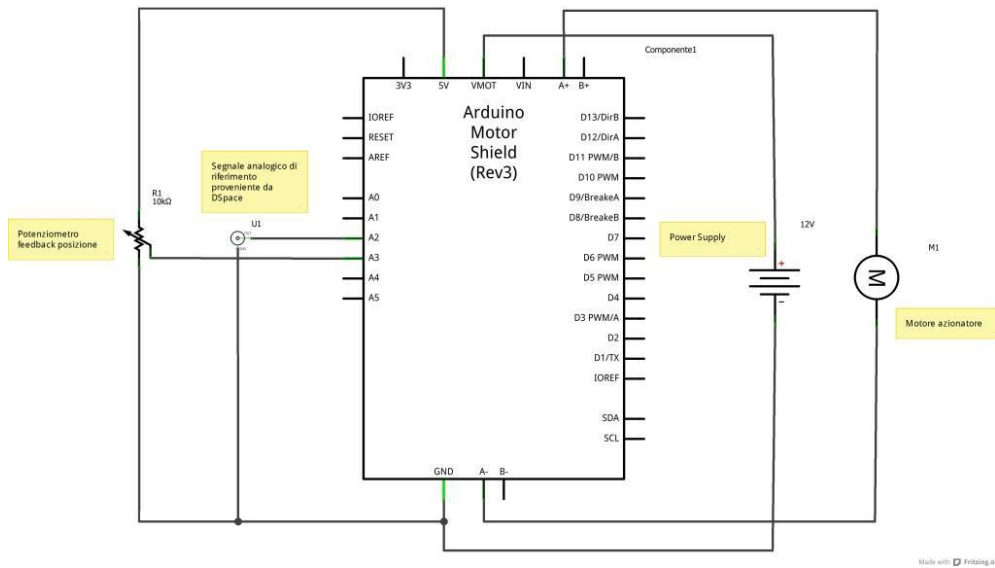 Componente1
3V3
5V
VMOT
VIN
A+
B+
Arduino
Motor
Shield
(Rev3)
IOREF
RESET
AREF
A0
A1
A2
A3
A4
A5
D13/DirB
D12/DirA
D11 PWM/B
D10 PWM
D9/BreakeA
D8/BreakeB
D7
D6 PWM
D5 PWM
D4
D3 PWM/A
D2
D1/TX
IOREF
SDA
SCL
GND
A-
B-
Segnale analogico di
riferimento
proveniente da
DSpace
R1
10kΩ
U1
Potenziometro
feedback posizione
Power Supply
12V
+
-
M
M1
Motore azionatore
Made with Fritzing.o